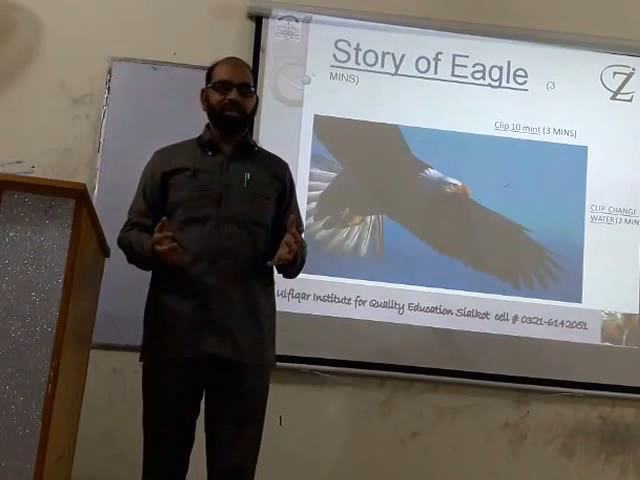 Story of Eagle (3
MINS)
Clip 10 mint (3 MINS)
CLIP CHANGE
WATER (2 MIN
ulfiqar Institute for Quality Education Sialkot cell # 0321-6142051